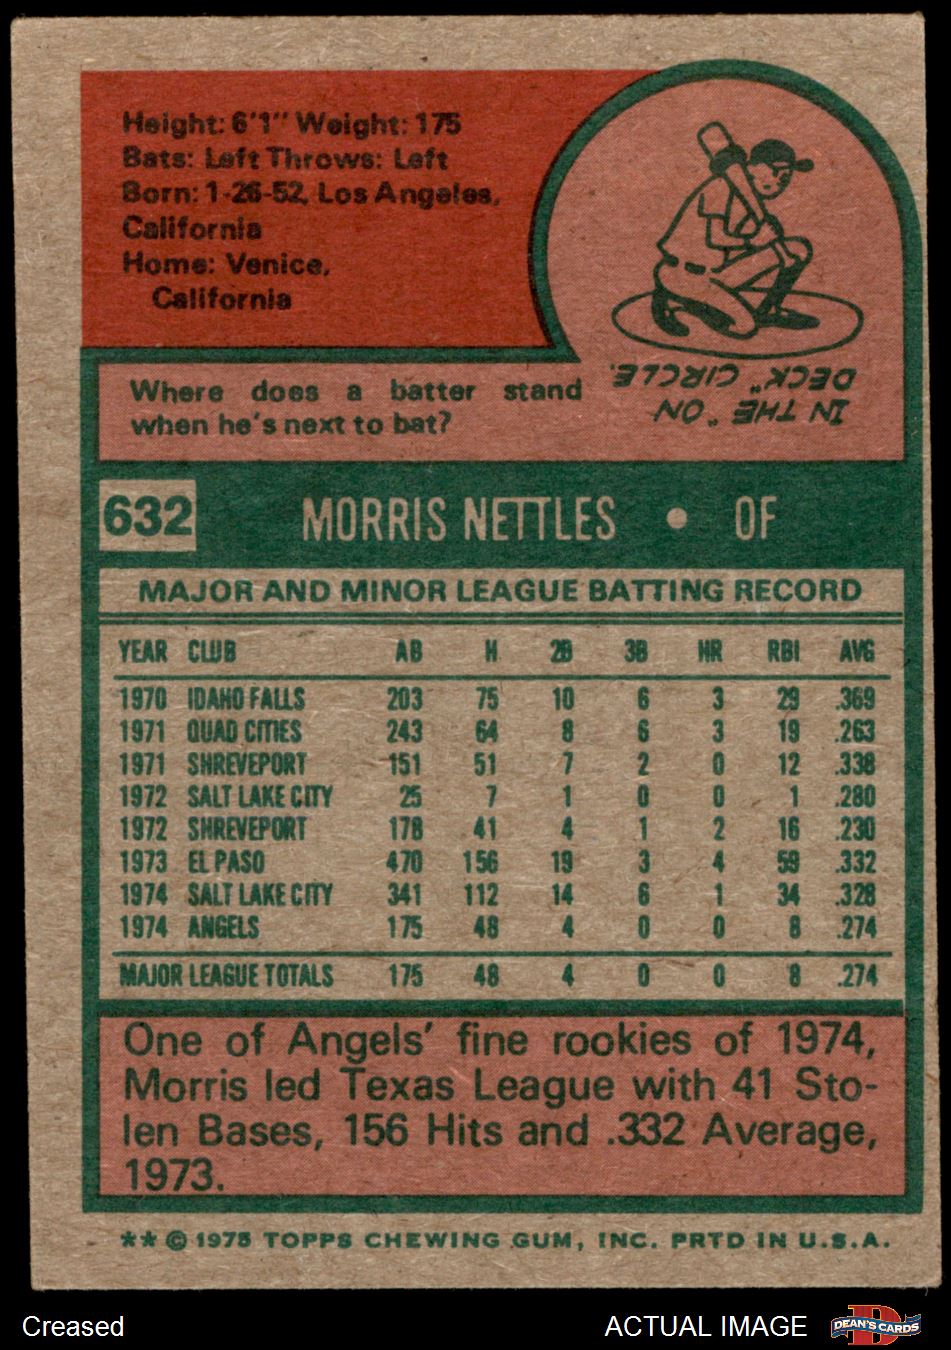 Height: 6'1" Weight: 175
Bats: Left Throws: Left
Born: 1-26-52, Los Angeles,
California
Home: Venice,
California
Where does a batter stand
when he's next to bat?
IN THE "ON
DECK" CIRCLE.
632 MORRIS NETTLES • OF
MAJOR AND MINOR LEAGUE BATTING RECORD
YEAR CLUB AB H 2B 3B HR RBI AVG
1970 IDAHO FALLS 203 75 10 6 3 29 .369
1971 QUAD CITIES 243 64 8 6 3 19 .263
1971 SHREVEPORT 151 51 7 2 0 12 .338
1972 SALT LAKE CITY 25 7 1 0 0 1 .280
1972 SHREVEPORT 178 41 4 1 2 16 .230
1973 EL PASO 470 156 19 3 4 59 .332
1974 SALT LAKE CITY 341 112 14 6 1 34 .328
1974 ANGELS 175 48 4 0 0 8 .274
MAJOR LEAGUE TOTALS 175 48 4 0 0 8 .274
One of Angels' fine rookies of 1974,
Morris led Texas League with 41 Sto-
len Bases, 156 Hits and .332 Average,
1973.
** © 1975 TOPPS CHEWING GUM, INC. PRTD IN U.S.A.
Creased
ACTUAL IMAGE
DEAN'S CARDS